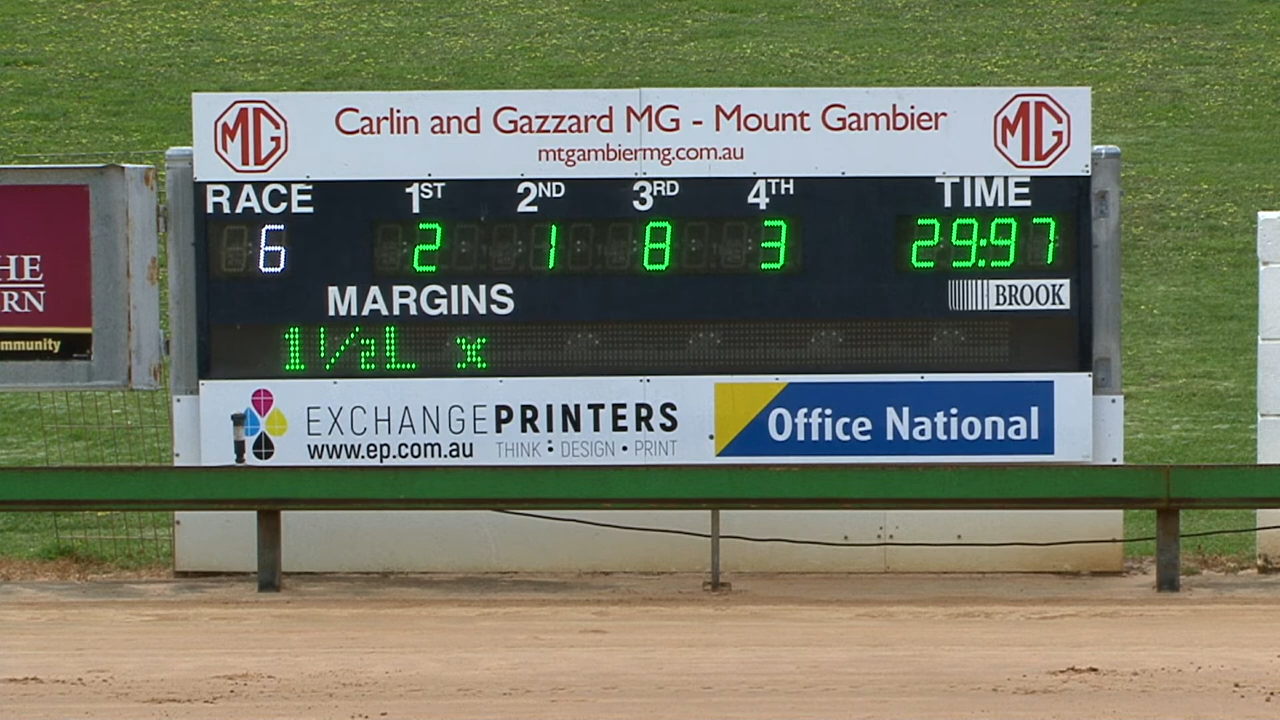 MG Carlin and Gazzard MG - Mount Gambier MG
mtgambiermg.com.au
RACE 1ST 2ND 3RD 4TH TIME
6 2 1 8 3 29:97
MARGINS BROOK
1½L x
EXCHANGEPRINTERS
www.ep.com.au THINK : DESIGN • PRINT
Office National
HE
RN
mmunity